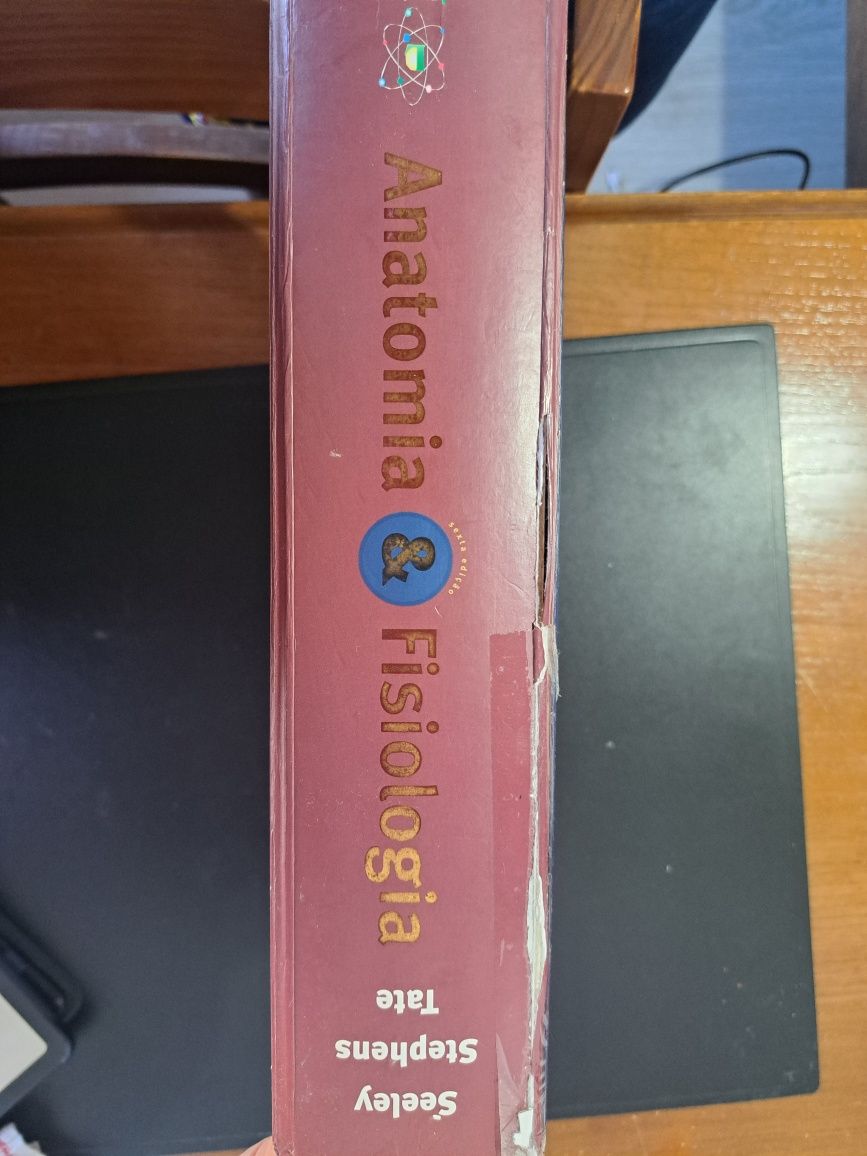 Anatomia & Fisiologia
sexta edição
Seeley
Stephens
Tate